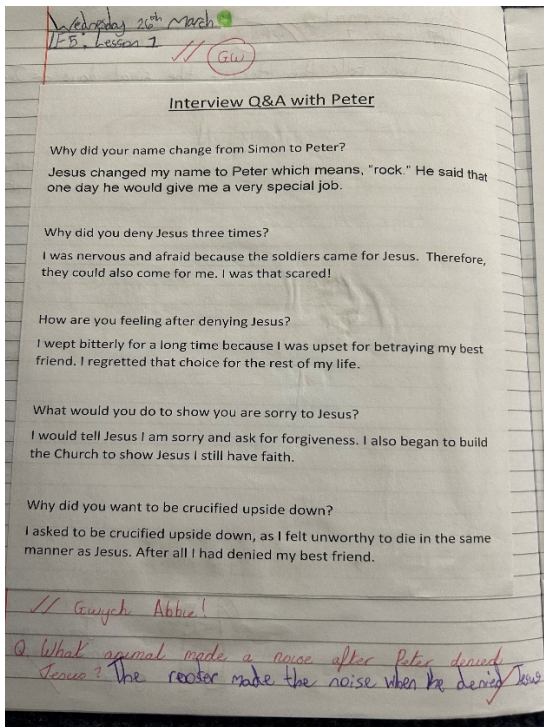 Wednesday 26th March
LF5: Lesson 1
// GW
Interview Q&A with Peter
Why did your name change from Simon to Peter?
Jesus changed my name to Peter which means, "rock." He said that
one day he would give me a very special job.
Why did you deny Jesus three times?
I was nervous and afraid because the soldiers came for Jesus. Therefore,
they could also come for me. I was that scared!
How are you feeling after denying Jesus?
I wept bitterly for a long time because I was upset for betraying my best
friend. I regretted that choice for the rest of my life.
What would you do to show you are sorry to Jesus?
I would tell Jesus I am sorry and ask for forgiveness. I also began to build
the Church to show Jesus I still have faith.
Why did you want to be crucified upside down?
I asked to be crucified upside down, as I felt unworthy to die in the same
manner as Jesus. After all I had denied my best friend.
// Gwych Abbie!
Q What animal made a noise after Peter denied
Jesus? The rooster made the noise when he denied Jesus